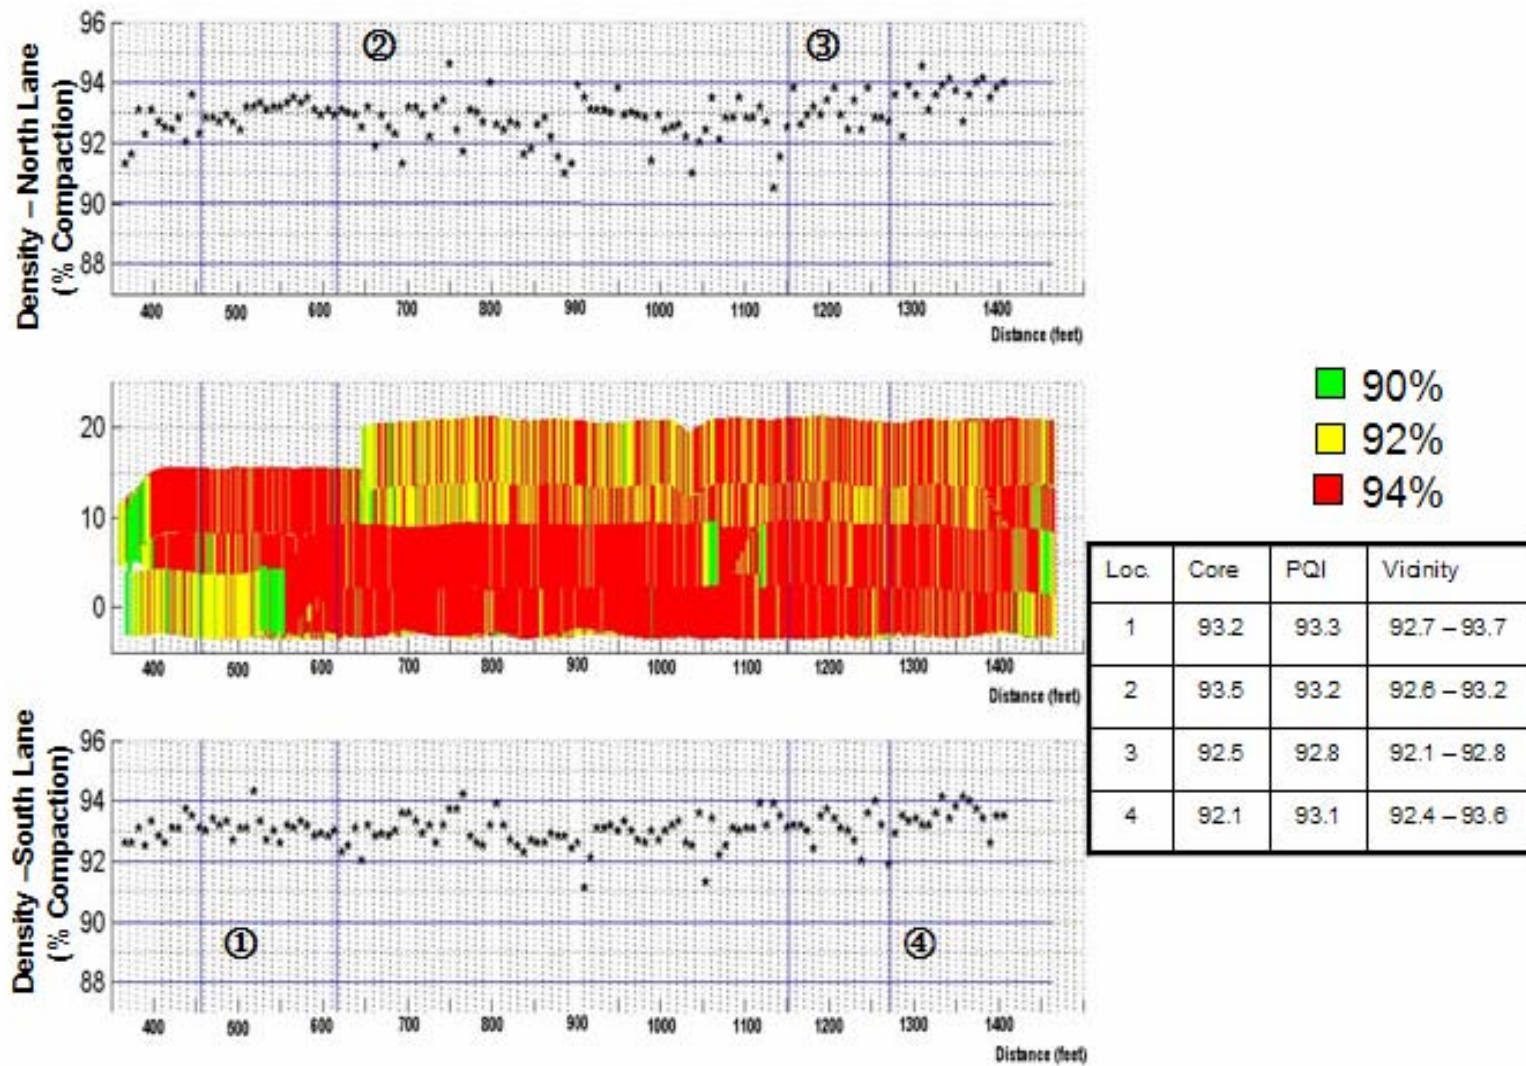 Density – North Lane
(% Compaction)
96
94
92
90
88
②
③
400 500 600 700 800 900 1000 1100 1200 1300 1400
Distance (feet)
20
10
0
400 500 600 700 800 900 1000 1100 1200 1300 1400
Distance (feet)
90%
92%
94%
Loc. Core PQI Vicinity
1 93.2 93.3 92.7 – 93.7
2 93.5 93.2 92.6 – 93.2
3 92.5 92.8 92.1 – 92.8
4 92.1 93.1 92.4 – 93.6
Density –South Lane
(% Compaction)
96
94
92
90
88
①
④
400 500 600 700 800 900 1000 1100 1200 1300 1400
Distance (feet)